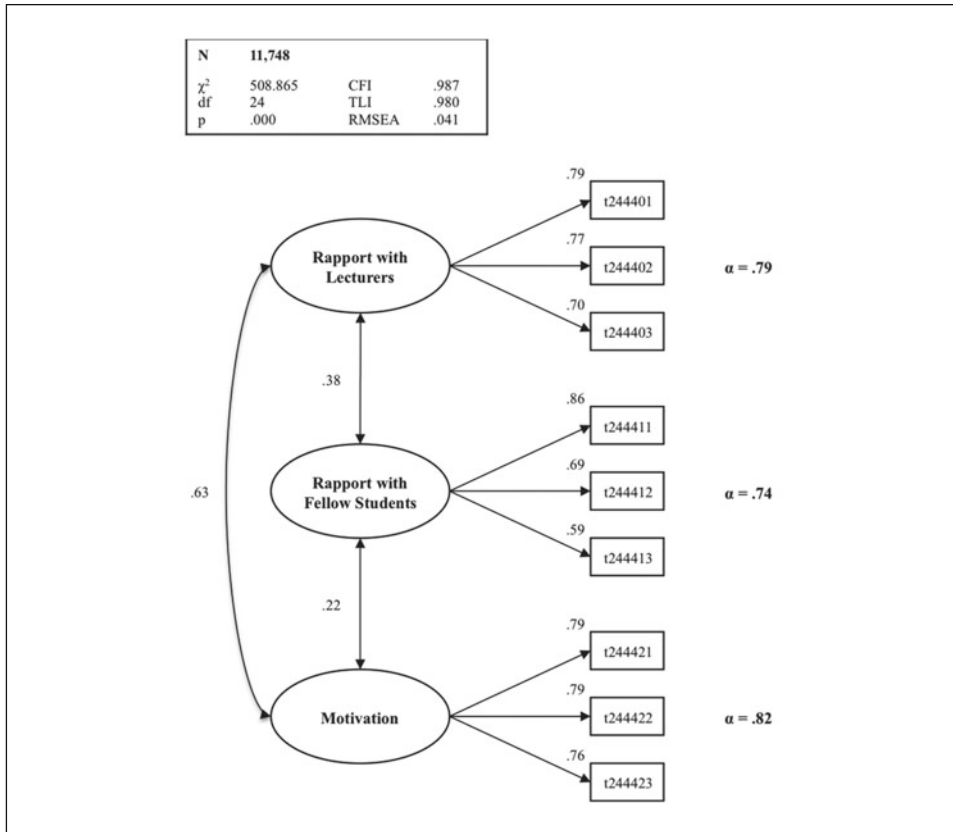 N 11,748
χ² 508.865 CFI .987
df 24 TLI .980
p .000 RMSEA .041
.79
t244401
Rapport with
Lecturers
.77
t244402
α = .79
.70
t244403
.38
.86
t244411
Rapport with
Fellow Students
.69
t244412
α = .74
.63
.59
t244413
.22
.79
t244421
Motivation
.79
t244422
α = .82
.76
t244423